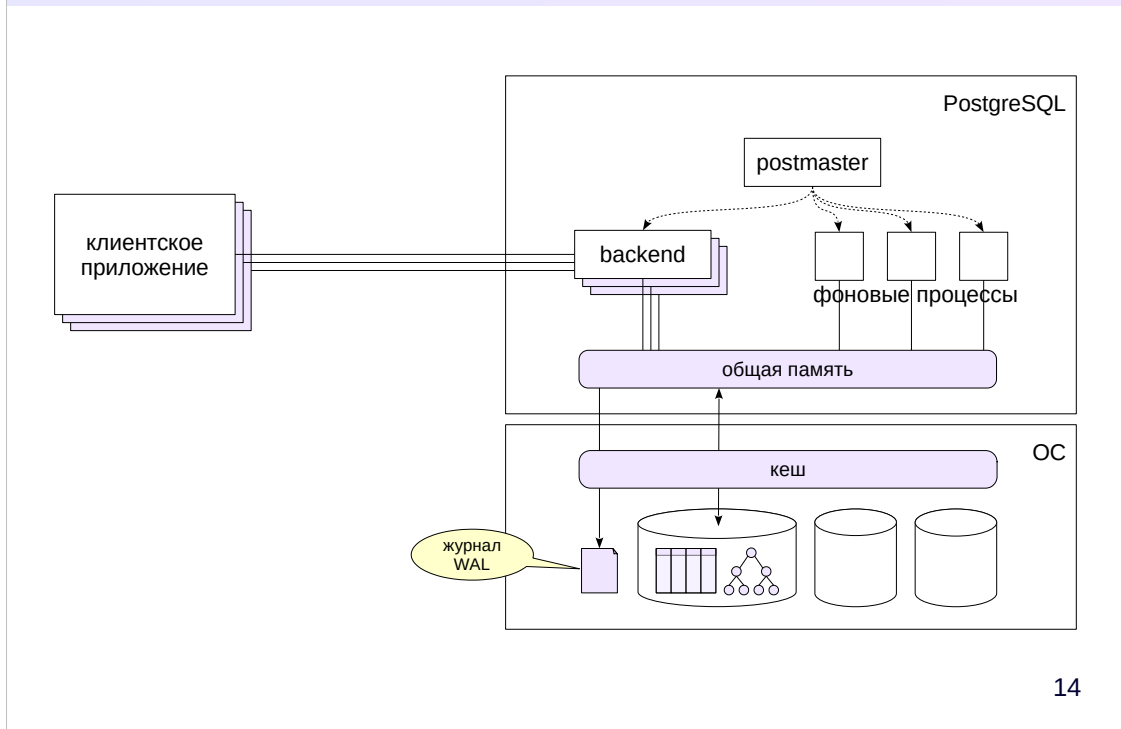 PostgreSQL
postmaster
клиентское
приложение
backend
фоновые процессы
общая память
ОС
кеш
журнал
WAL
14